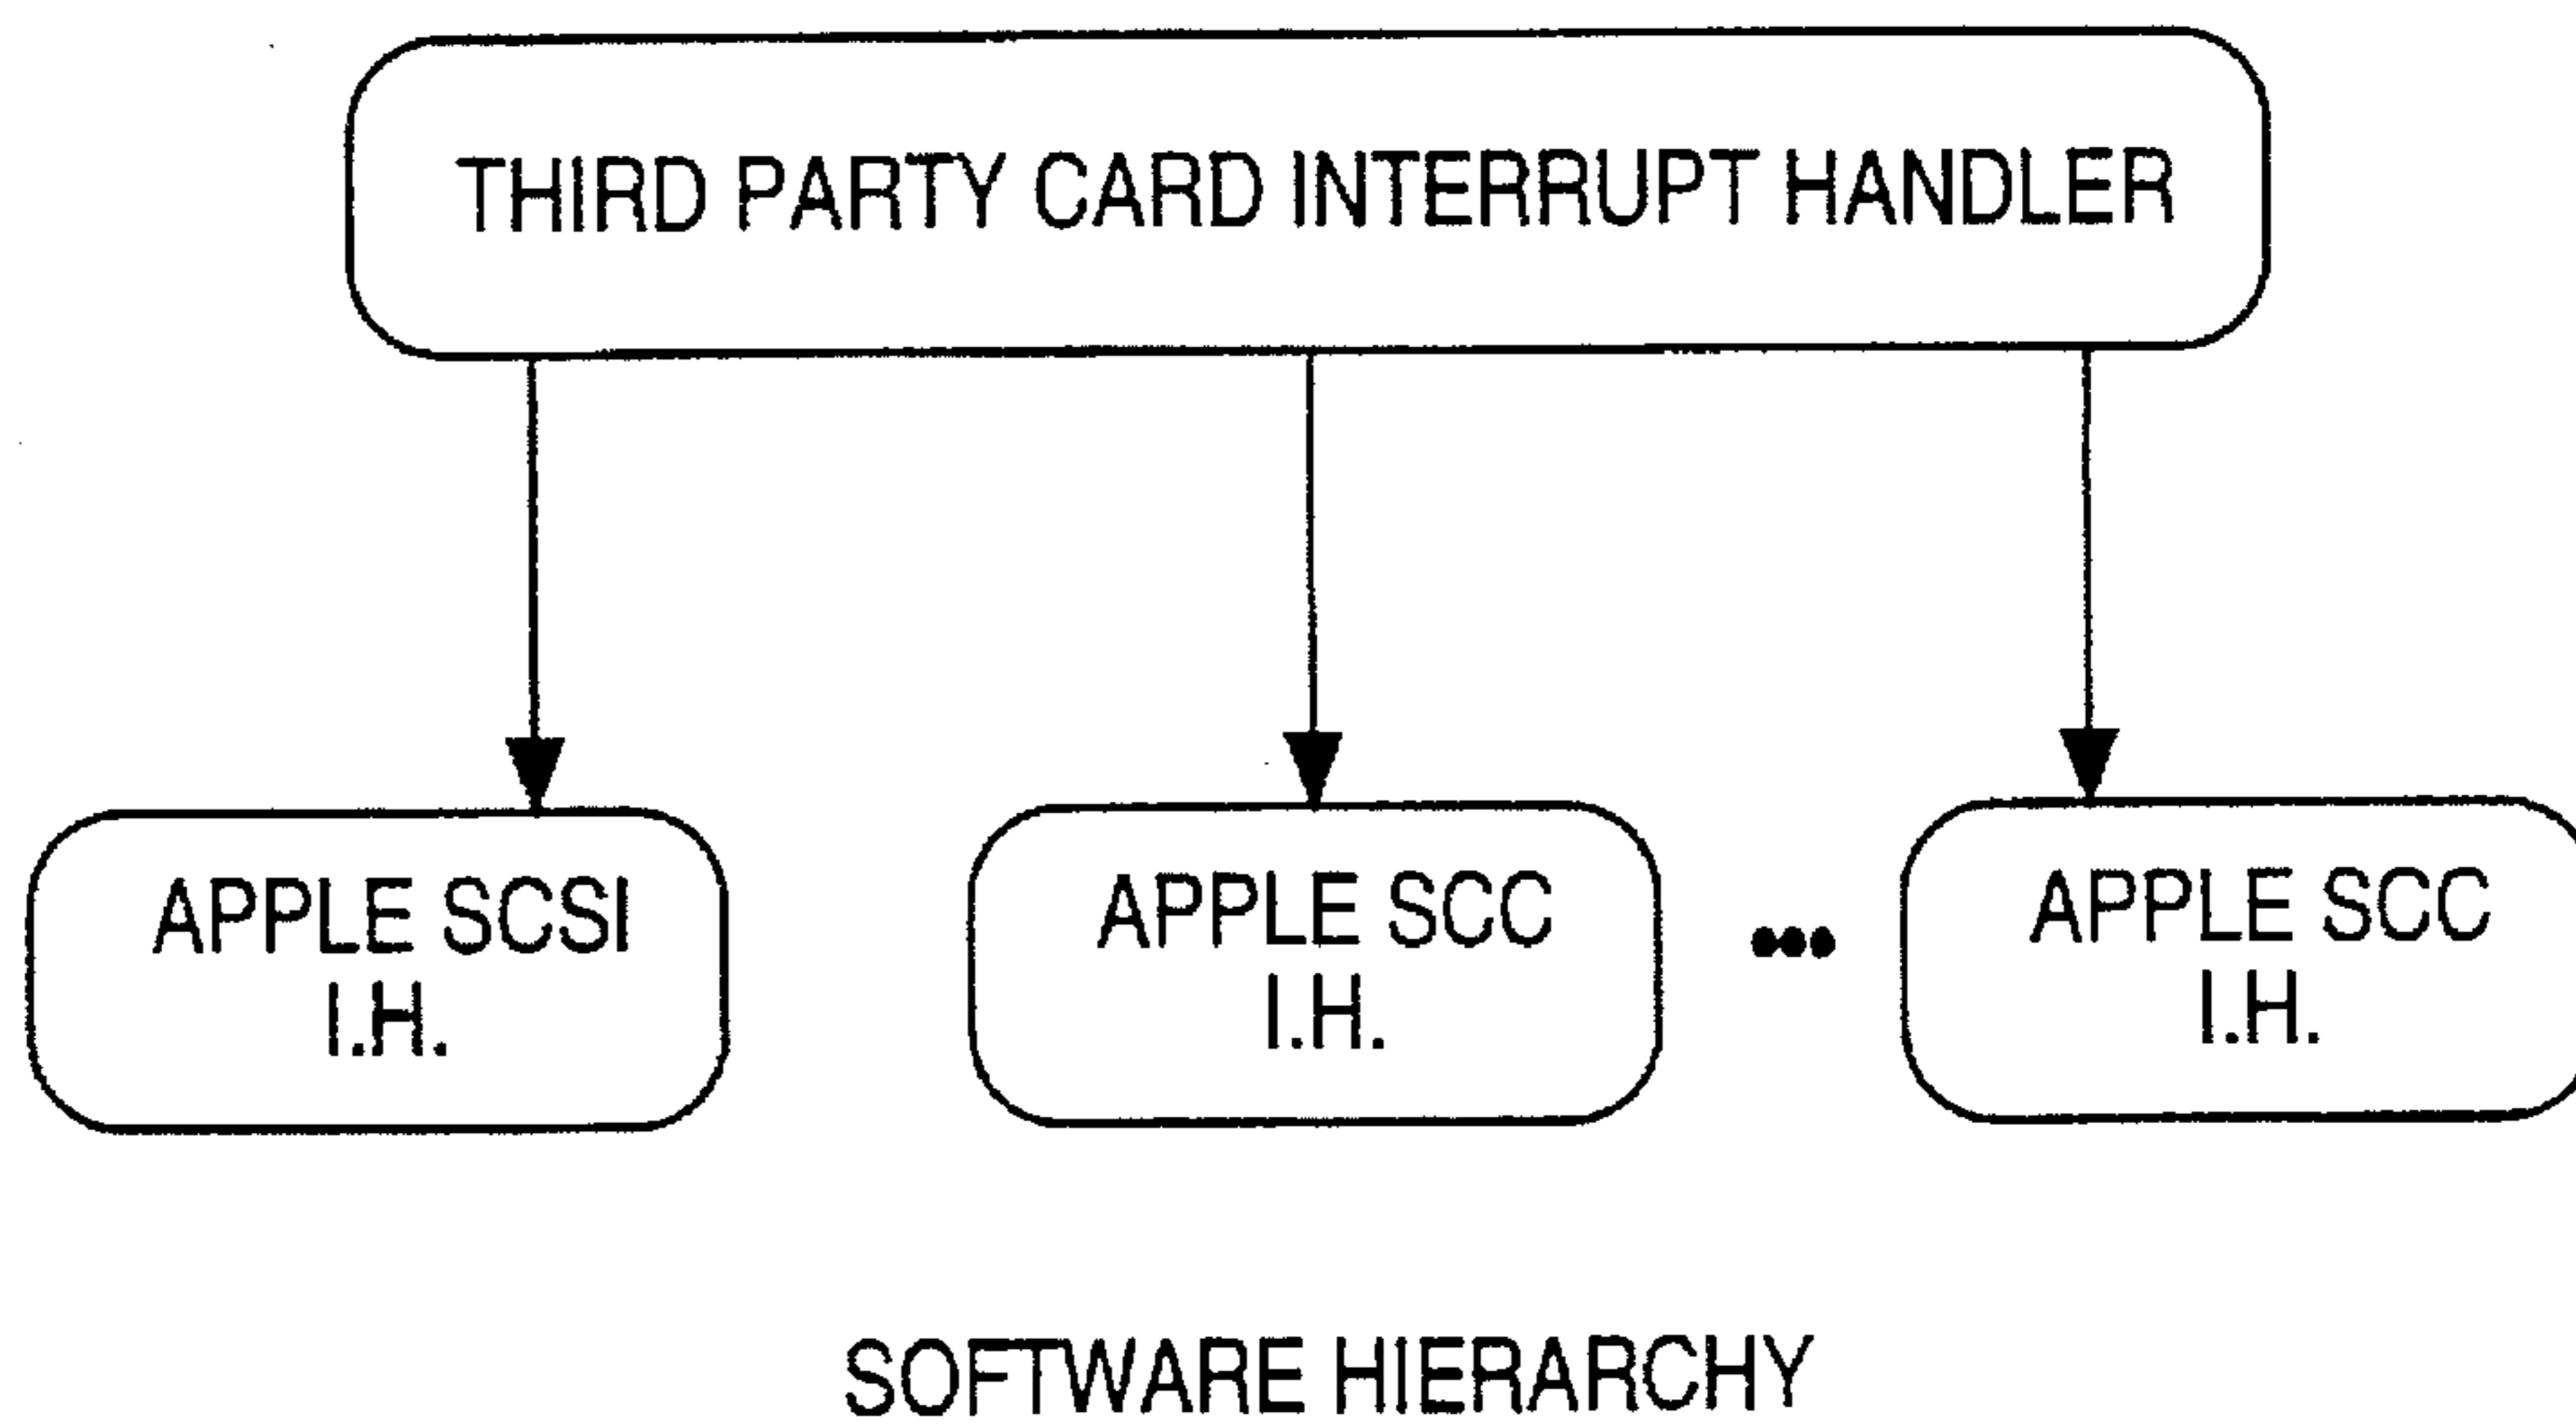 THIRD PARTY CARD INTERRUPT HANDLER
APPLE SCSI
I.H.
APPLE SCC
I.H.
•••
APPLE SCC
I.H.
SOFTWARE HIERARCHY